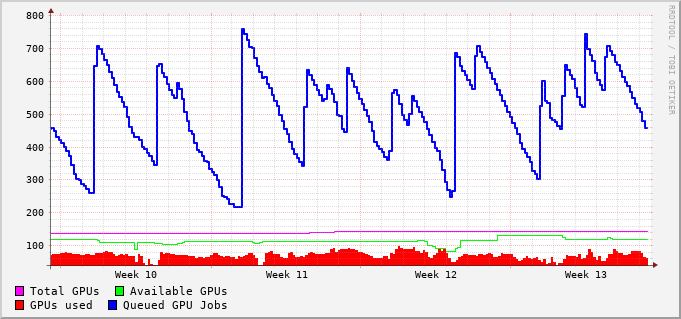 800
700
600
500
400
300
200
100
Week 10 Week 11 Week 12 Week 13
Total GPUs Available GPUs
GPUs used Queued GPU Jobs
RRDTOOL / TOBI OETIKER